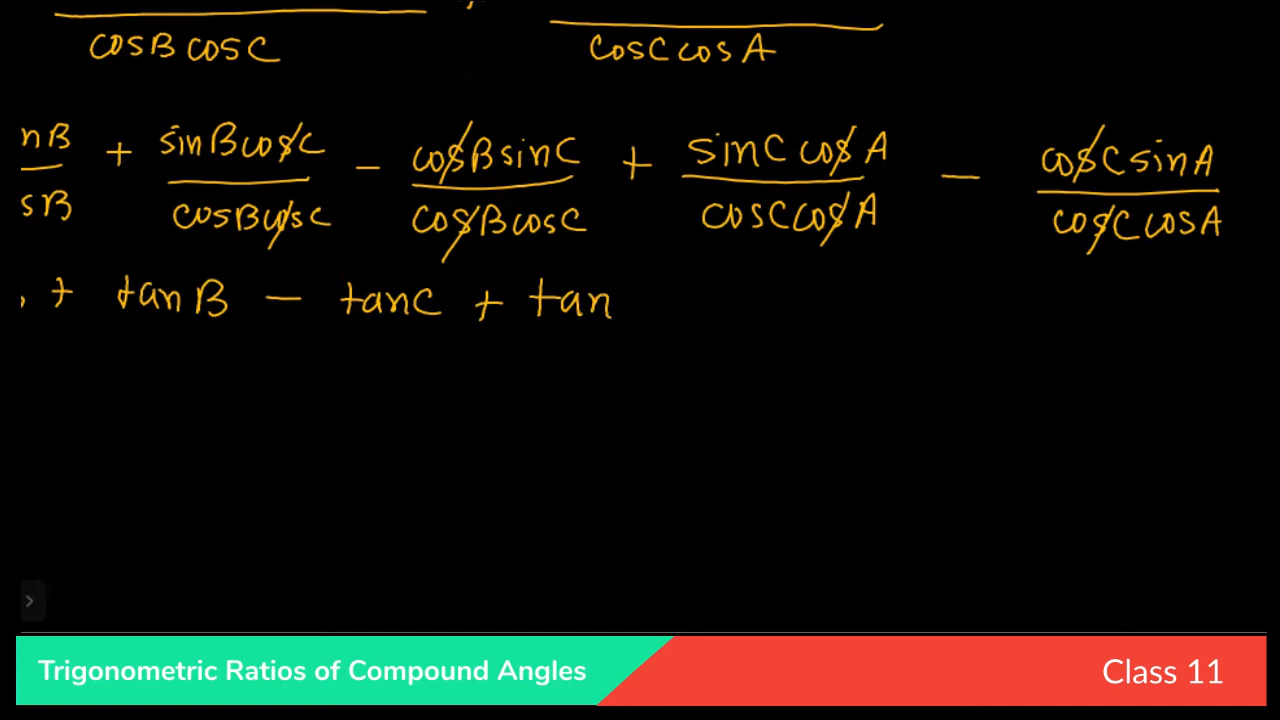 cosB cosC cosC cosA
nB + sinB cosC - cosB sinC + sinC cosA - cosC sinA
sB cosB cosC cosB cosC cosC cosA cosC cosA
+ tanB - tanC + tan
Trigonometric Ratios of Compound Angles
Class 11